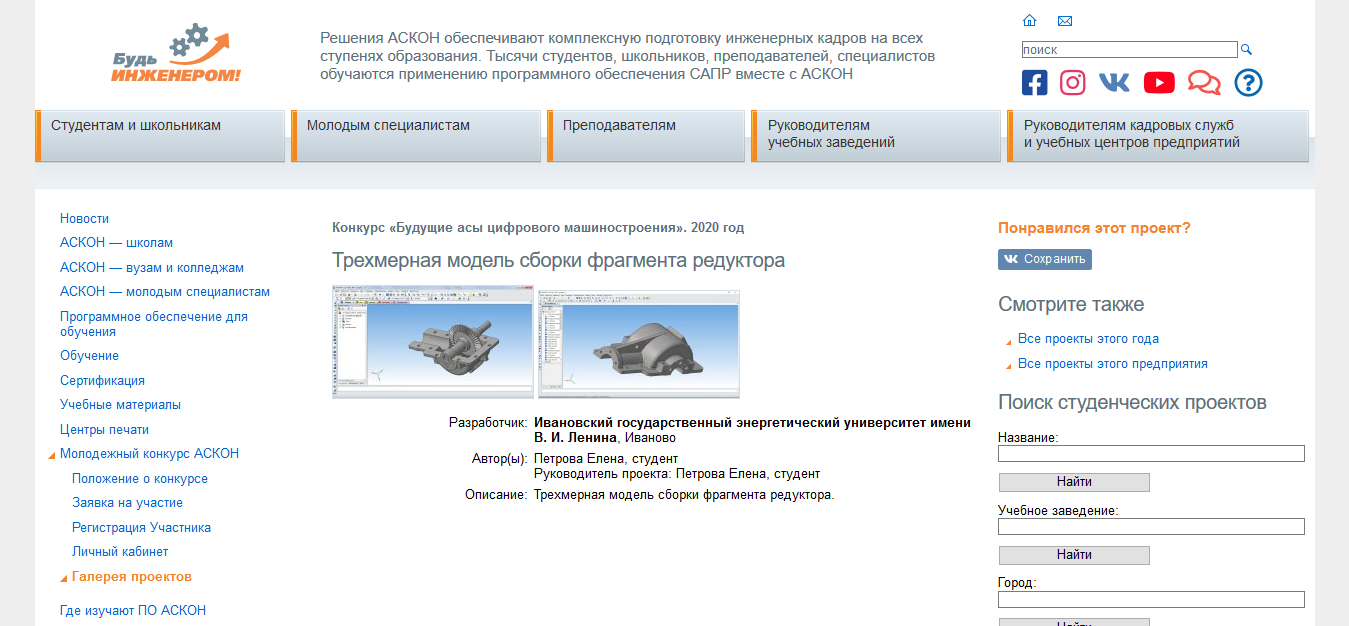 Будь
ИНЖЕНЕРОМ!
Решения АСКОН обеспечивают комплексную подготовку инженерных кадров на всех
ступенях образования. Тысячи студентов, школьников, преподавателей, специалистов
обучаются применению программного обеспечения САПР вместе с АСКОН
поиск
Студентам и школьникам
Молодым специалистам
Преподавателям
Руководителям
учебных заведений
Руководителям кадровых служб
и учебных центров предприятий
Новости
АСКОН — школам
АСКОН — вузам и колледжам
АСКОН — молодым специалистам
Программное обеспечение для
обучения
Обучение
Сертификация
Учебные материалы
Центры печати
Молодежный конкурс АСКОН
Положение о конкурсе
Заявка на участие
Регистрация Участника
Личный кабинет
Галерея проектов
Где изучают ПО АСКОН
Конкурс «Будущие асы цифрового машиностроения». 2020 год
Трехмерная модель сборки фрагмента редуктора
Разработчик: Ивановский государственный энергетический университет имени
В. И. Ленина, Иваново
Автор(ы): Петрова Елена, студент
Руководитель проекта: Петрова Елена, студент
Описание: Трехмерная модель сборки фрагмента редуктора.
Понравился этот проект?
Сохранить
Смотрите также
Все проекты этого года
Все проекты этого предприятия
Поиск студенческих проектов
Название:
Найти
Учебное заведение:
Найти
Город:
Найти